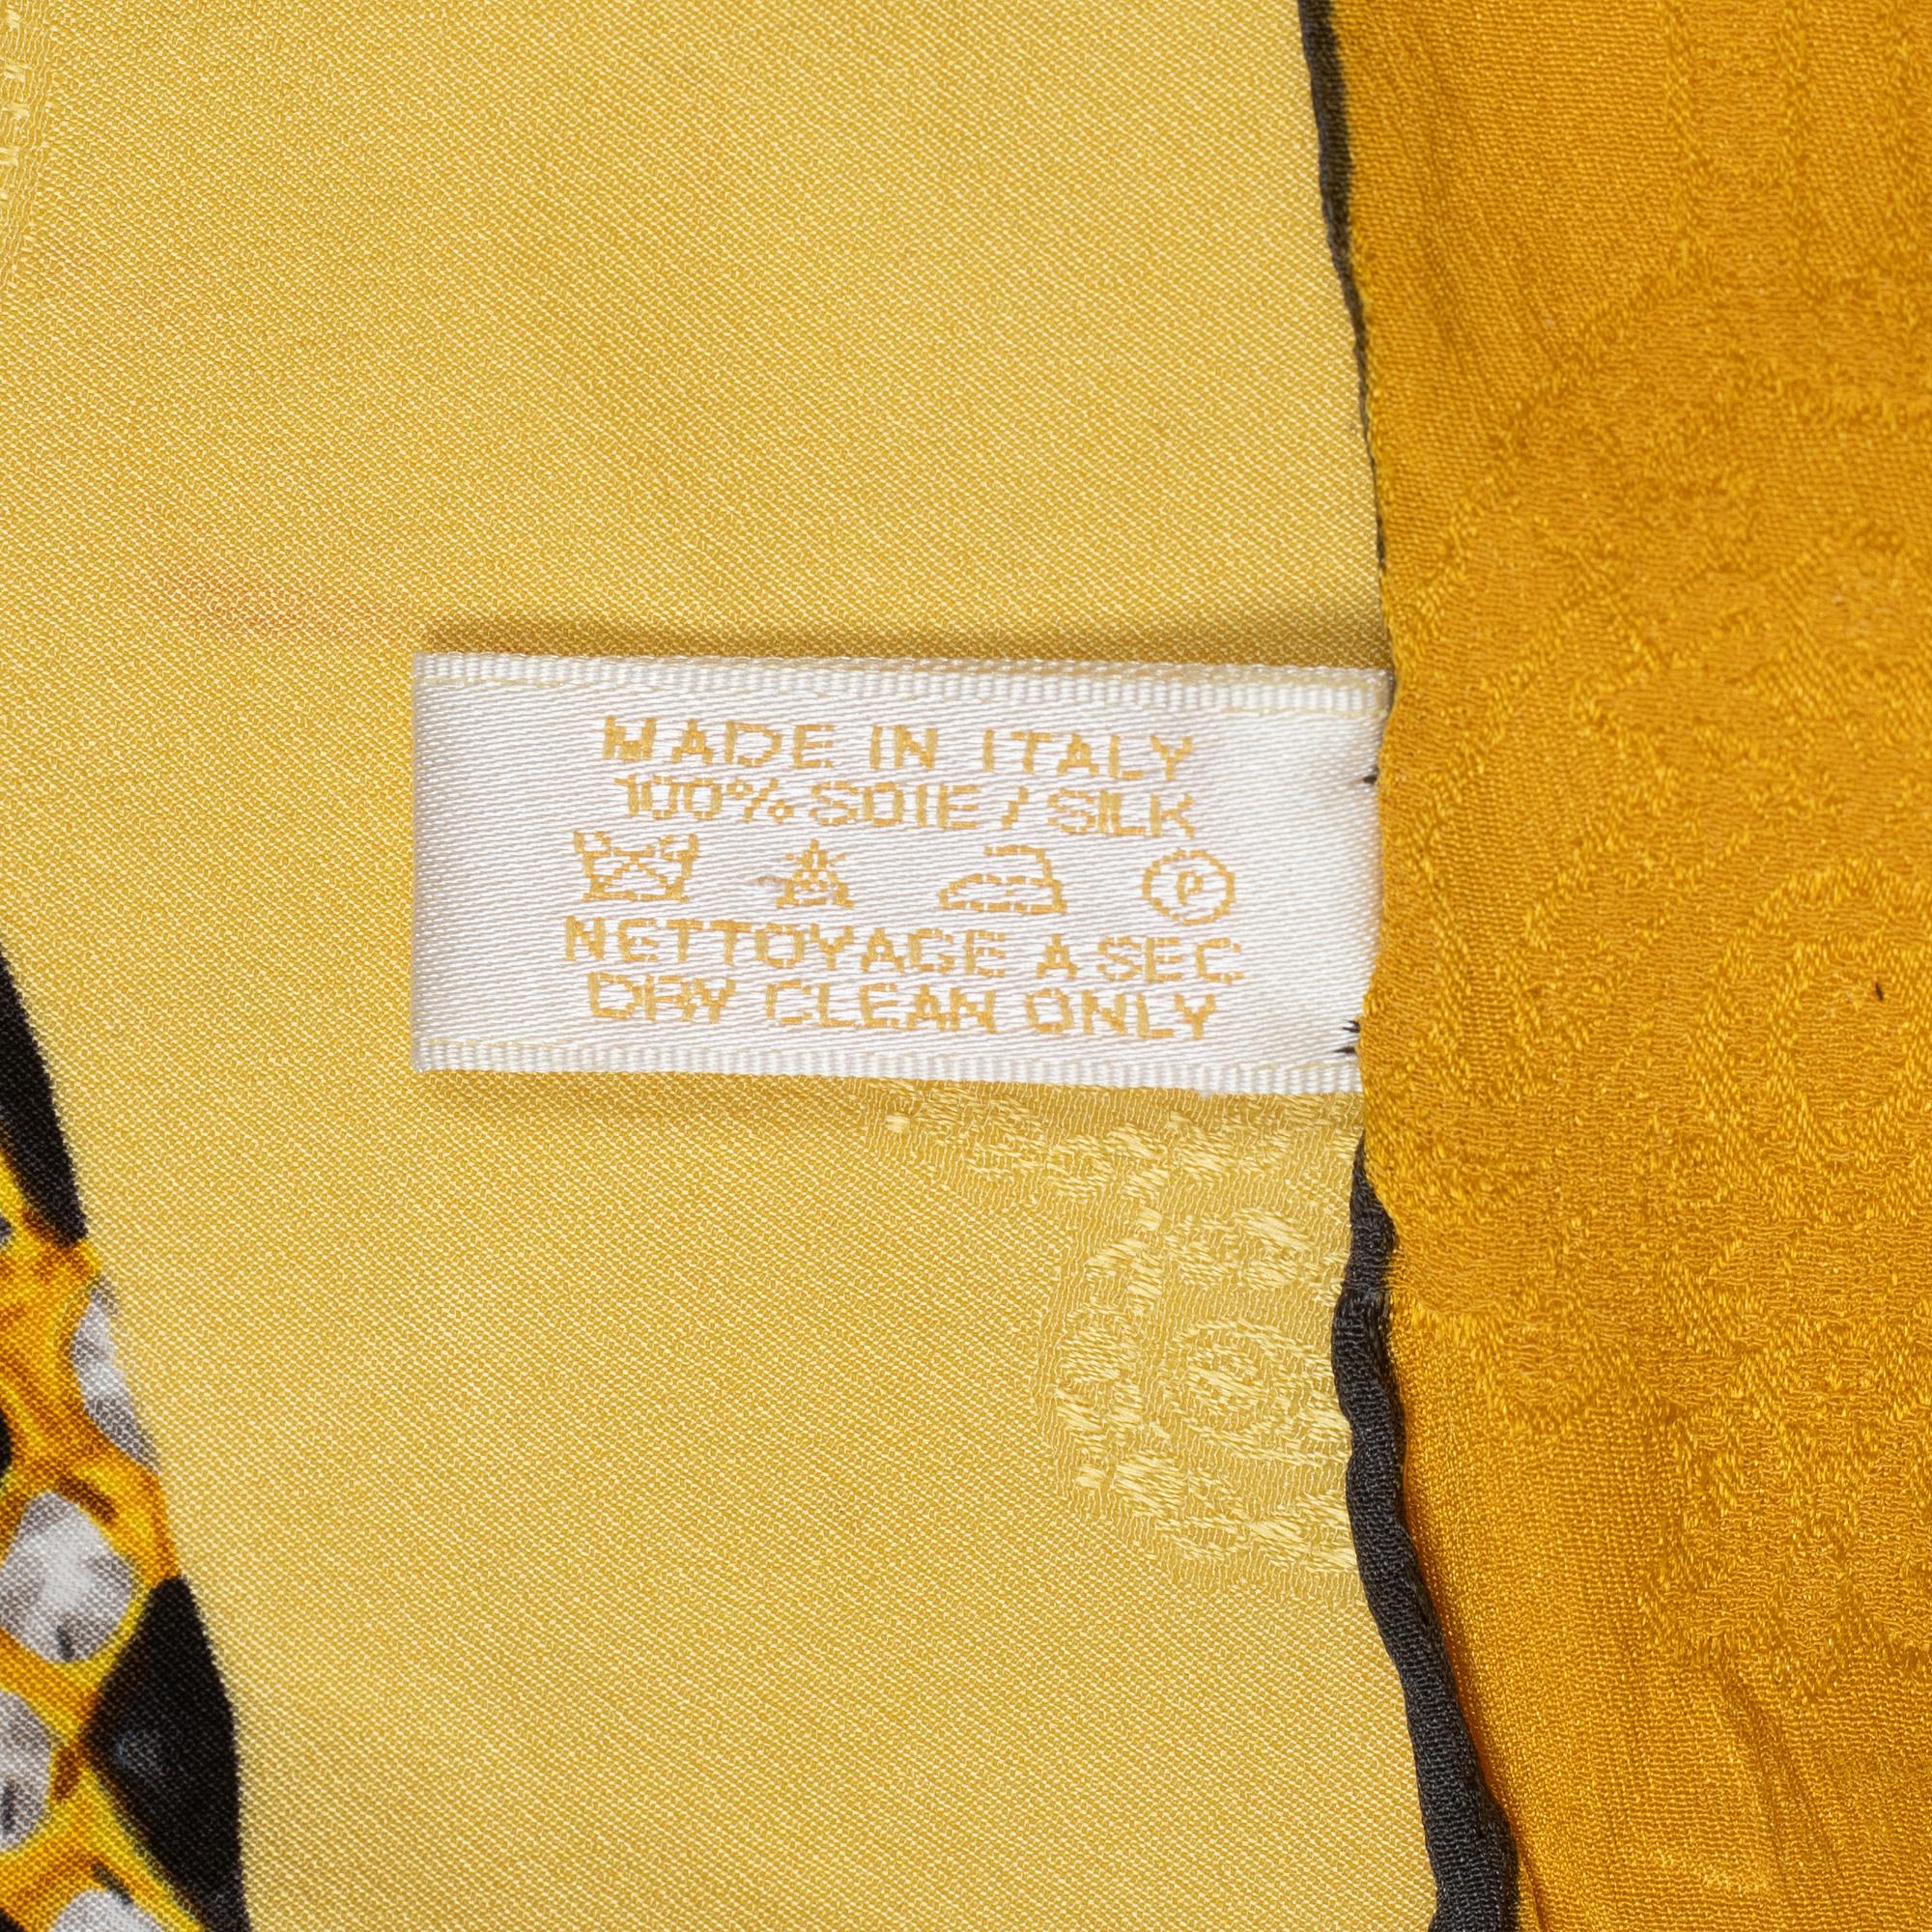 MADE IN ITALY
100% SOIE / SILK
P
NETTOYAGE A SEC
DRY CLEAN ONLY